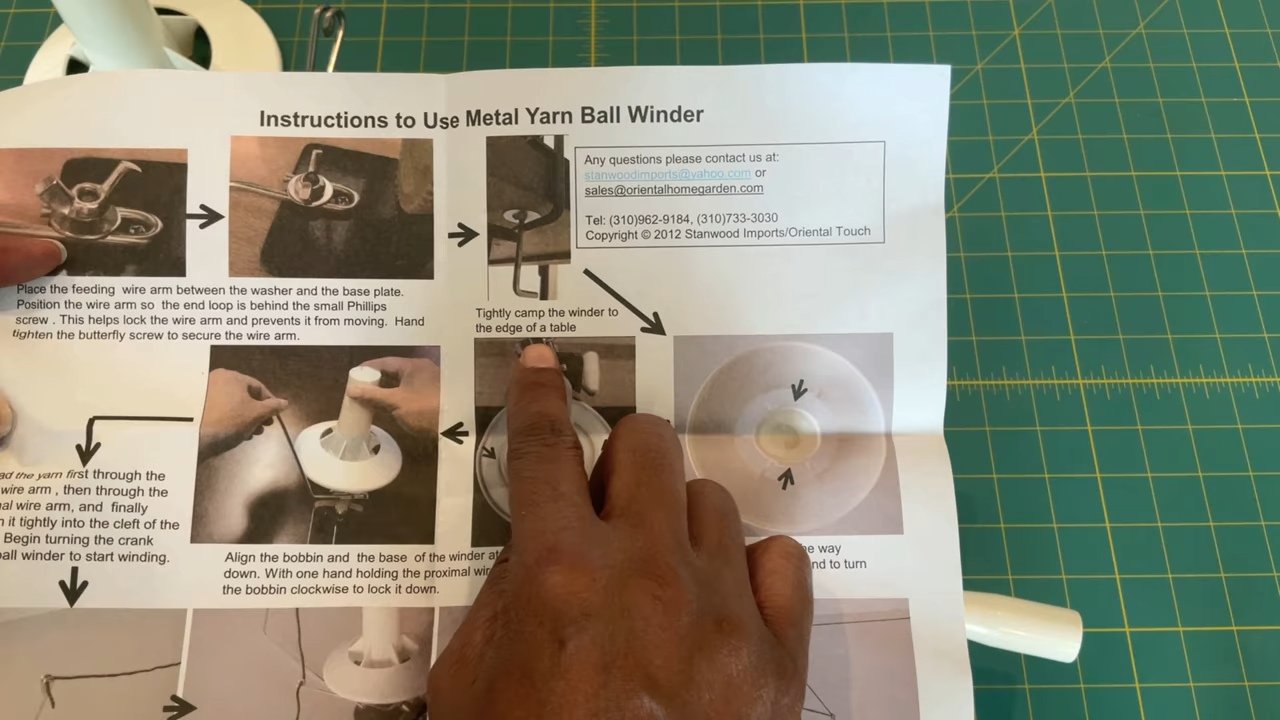 Instructions to Use Metal Yarn Ball Winder
Any questions please contact us at:
stanwoodimports@yahoo.com or
sales@orientalhomegarden.com
Tel: (310)962-9184, (310)733-3030
Copyright © 2012 Stanwood Imports/Oriental Touch
Place the feeding wire arm between the washer and the base plate.
Position the wire arm so the end loop is behind the small Phillips
screw . This helps lock the wire arm and prevents it from moving. Hand
tighten the butterfly screw to secure the wire arm.
Tightly camp the winder to
the edge of a table
the yarn first through the
wire arm , then through the
wire arm, and finally
it tightly into the cleft of the
Begin turning the crank
ball winder to start winding.
Align the bobbin and the base of the winder at
down. With one hand holding the proximal
the bobbin clockwise to lock it down.
way
to turn